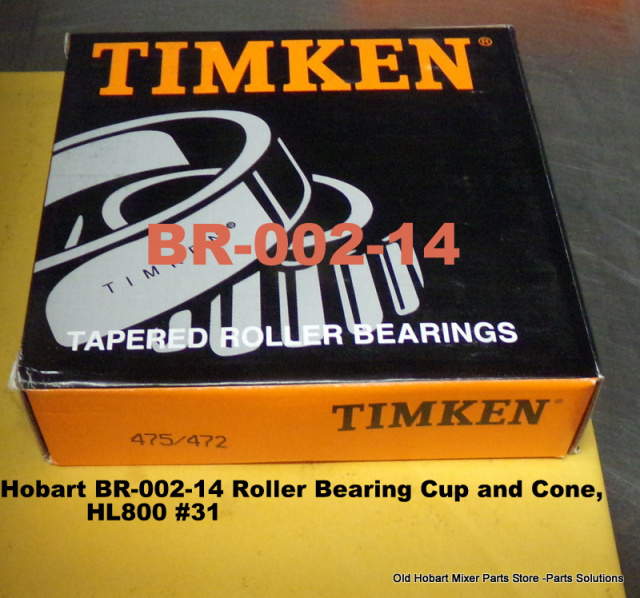 TIMKEN®
BR-002-14
TIMKEN®
TAPERED ROLLER BEARINGS
TIMKEN®
475/472
Hobart BR-002-14 Roller Bearing Cup and Cone,
HL800 #31
Old Hobart Mixer Parts Store -Parts Solutions